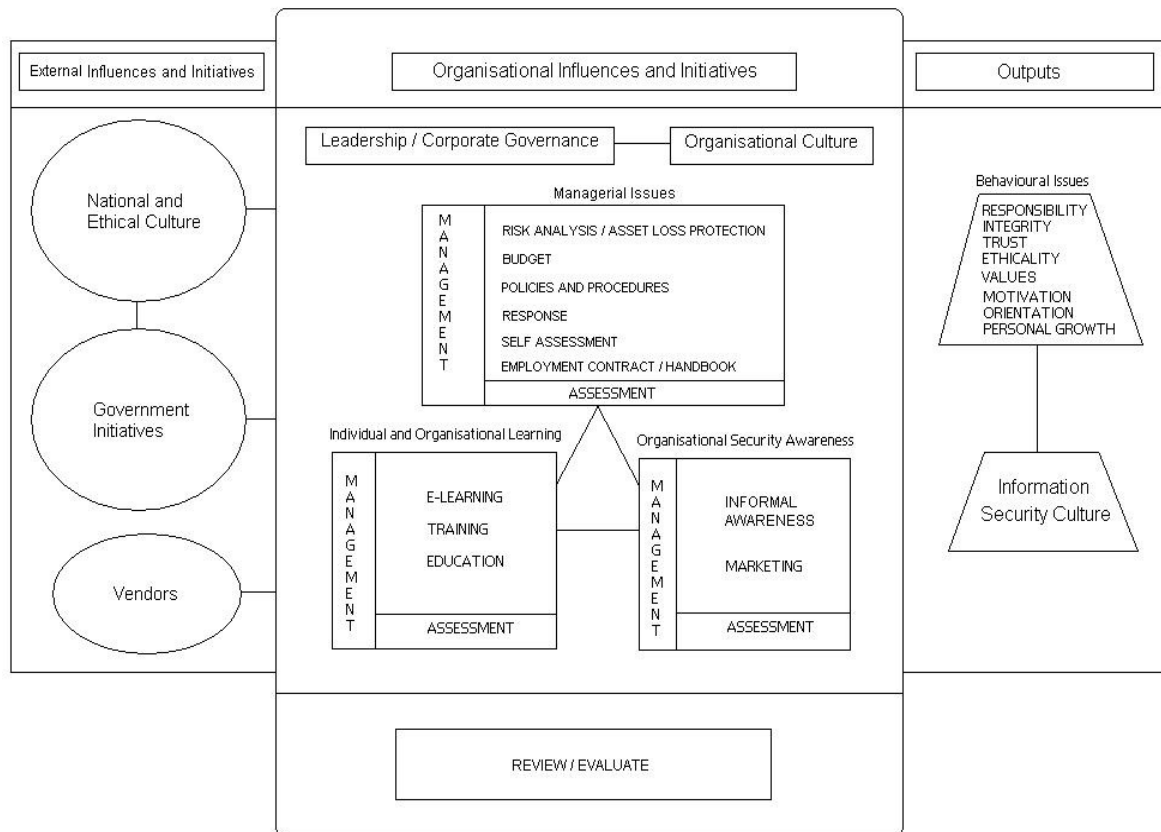 External Influences and Initiatives
Organisational Influences and Initiatives
Outputs
National and
Ethical Culture
Government
Initiatives
Vendors
Leadership / Corporate Governance
Organisational Culture
Managerial Issues
MANAGEMENT
RISK ANALYSIS / ASSET LOSS PROTECTION
BUDGET
POLICIES AND PROCEDURES
RESPONSE
SELF ASSESSMENT
EMPLOYMENT CONTRACT / HANDBOOK
ASSESSMENT
Individual and Organisational Learning
MANAGEMENT
E-LEARNING
TRAINING
EDUCATION
ASSESSMENT
Organisational Security Awareness
MANAGEMENT
INFORMAL
AWARENESS
MARKETING
ASSESSMENT
REVIEW / EVALUATE
Behavioural Issues
RESPONSIBILITY
INTEGRITY
TRUST
ETHICALITY
VALUES
MOTIVATION
ORIENTATION
PERSONAL GROWTH
Information
Security Culture